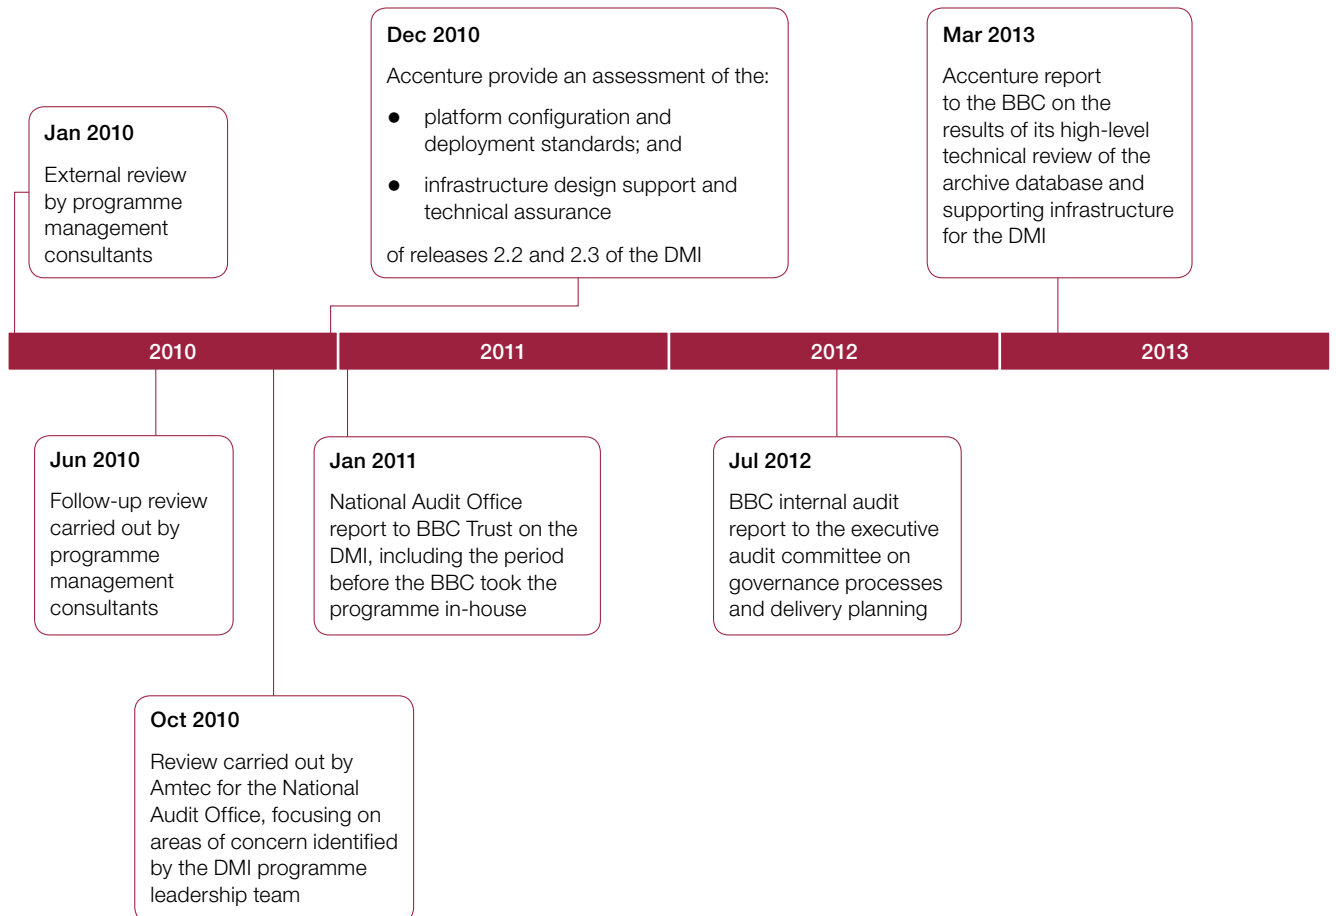 Dec 2010
Accenture provide an assessment of the:
● platform configuration and
deployment standards; and
● infrastructure design support and
technical assurance
of releases 2.2 and 2.3 of the DMI
Mar 2013
Accenture report
to the BBC on the
results of its high-level
technical review of the
archive database and
supporting infrastructure
for the DMI
Jan 2010
External review
by programme
management
consultants
2010
2011
2012
2013
Jun 2010
Follow-up review
carried out by
programme
management
consultants
Jan 2011
National Audit Office
report to BBC Trust on the
DMI, including the period
before the BBC took the
programme in-house
Jul 2012
BBC internal audit
report to the executive
audit committee on
governance processes
and delivery planning
Oct 2010
Review carried out by
Amtec for the National
Audit Office, focusing on
areas of concern identified
by the DMI programme
leadership team